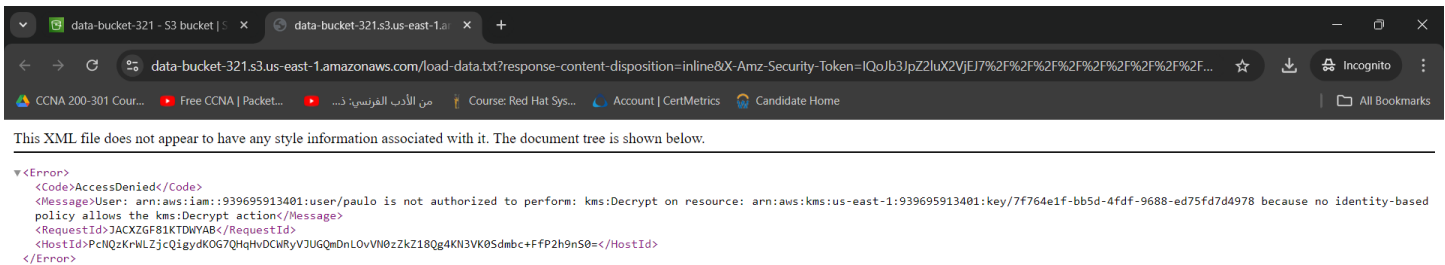 data-bucket-321 - S3 bucket | S
data-bucket-321.s3.us-east-1.a
data-bucket-321.s3.us-east-1.amazonaws.com/load-data.txt?response-content-disposition=inline&X-Amz-Security-Token=IQoJb3JpZ2luX2VjEJ7%2F%2F%2F%2F%2F%2F%2F%2F%2F...
Incognito
CCNA 200-301 Cour...
Free CCNA | Packet...
من الأدب الفرنسي: ذ...
Course: Red Hat Sys...
Account | CertMetrics
Candidate Home
All Bookmarks
This XML file does not appear to have any style information associated with it. The document tree is shown below.
▼<Error>
<Code>AccessDenied</Code>
<Message>User: arn:aws:iam::939695913401:user/paulo is not authorized to perform: kms:Decrypt on resource: arn:aws:kms:us-east-1:939695913401:key/7f764e1f-bb5d-4fdf-9688-ed75fd7d4978 because no identity-based
policy allows the kms:Decrypt action</Message>
<RequestId>JACXZGF81KTDWYAB</RequestId>
<HostId>PcNQzKrWLZjcQigydKOG7QHqHvDCWRyVJUGQmDnLOvVN0zZkZ18Qg4KN3VK0Sdmbc+FfP2h9nS0=</HostId>
</Error>